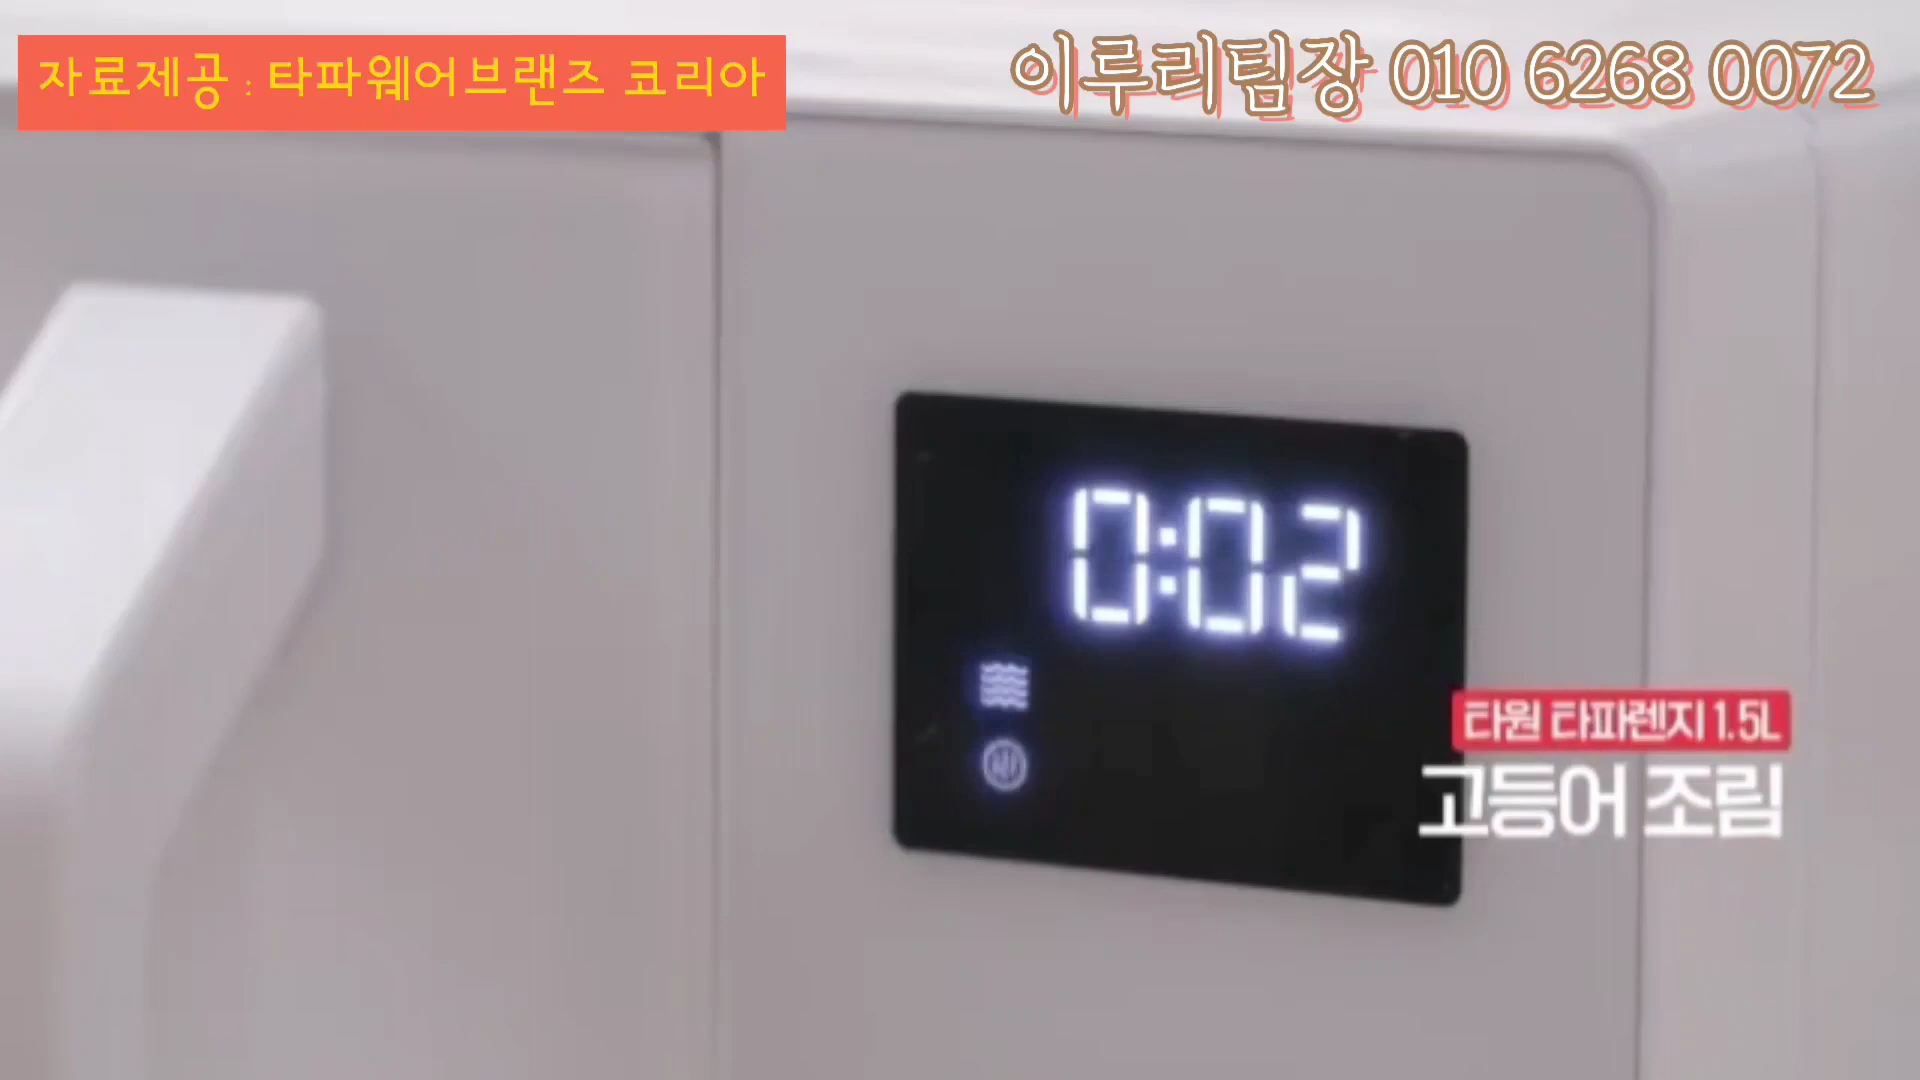 자료제공 : 타파웨어브랜즈 코리아
이루리팀장 010 6268 0072
0:02
타원 타파렌지 1.5L
고등어 조림